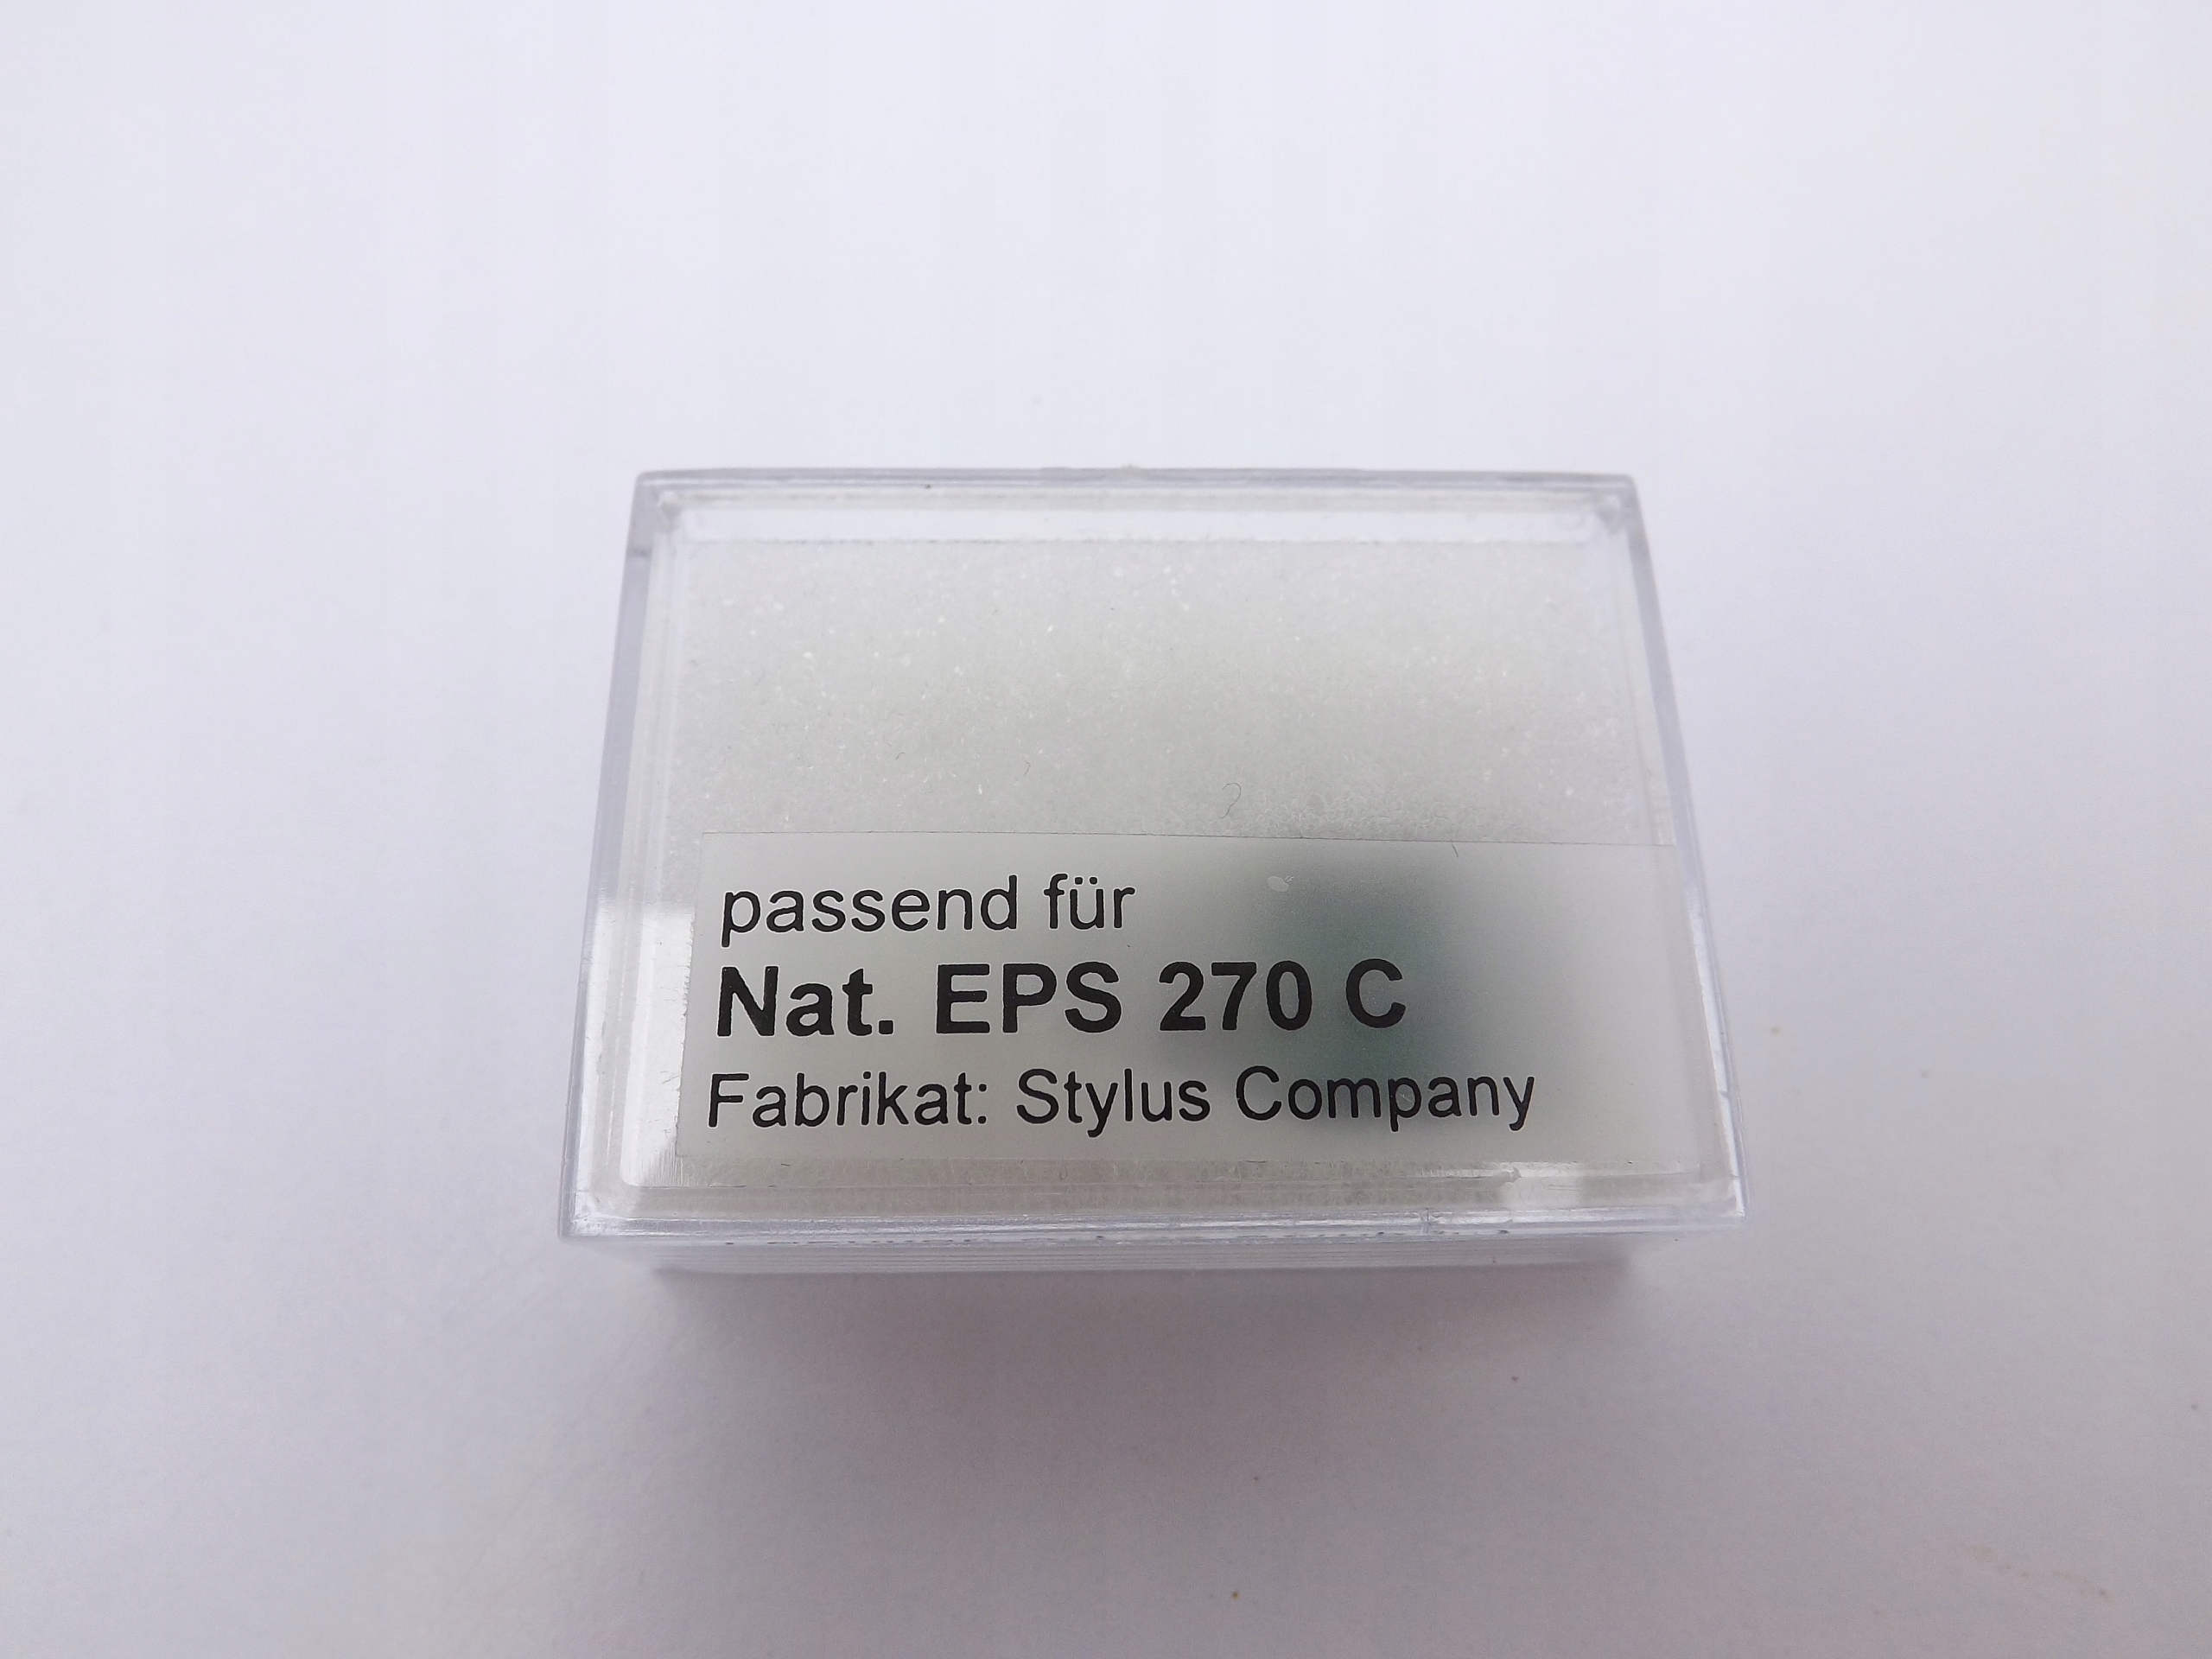 passend für
Nat. EPS 270 C
Fabrikat: Stylus Company